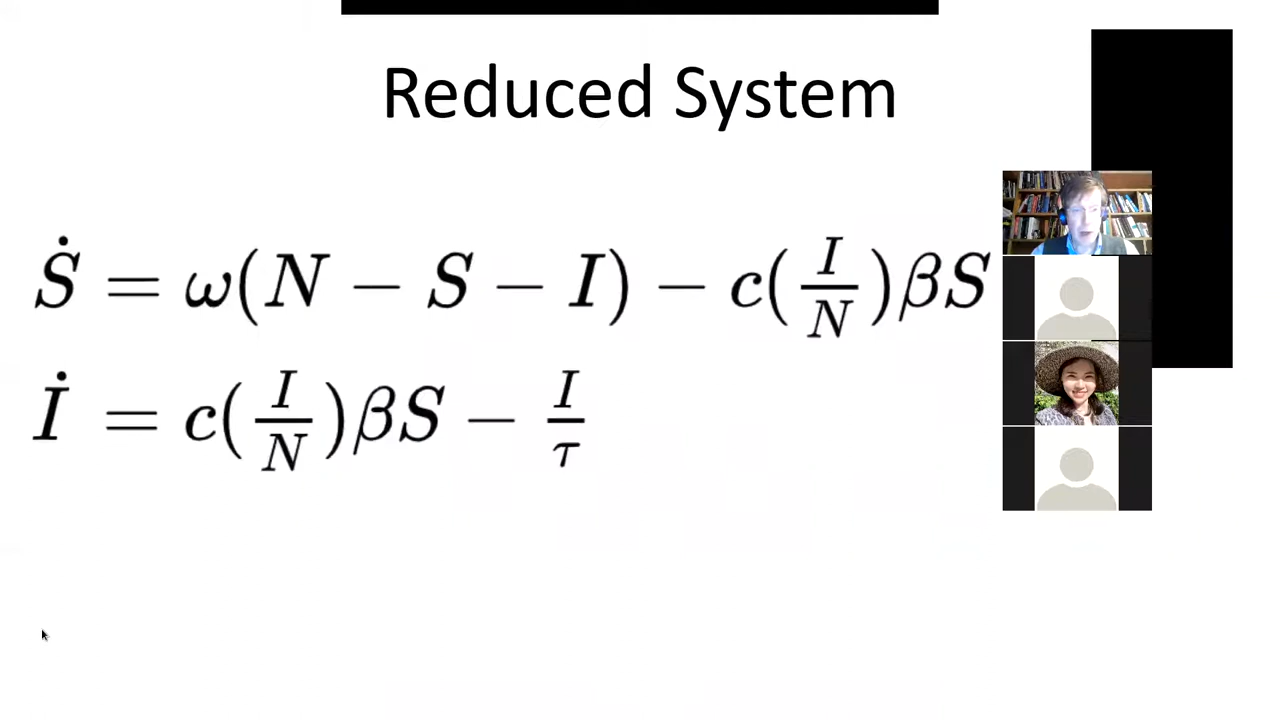 Reduced System
Ṡ = ω(N − S − I) − c(I/N)βS
İ = c(I/N)βS − I/τ